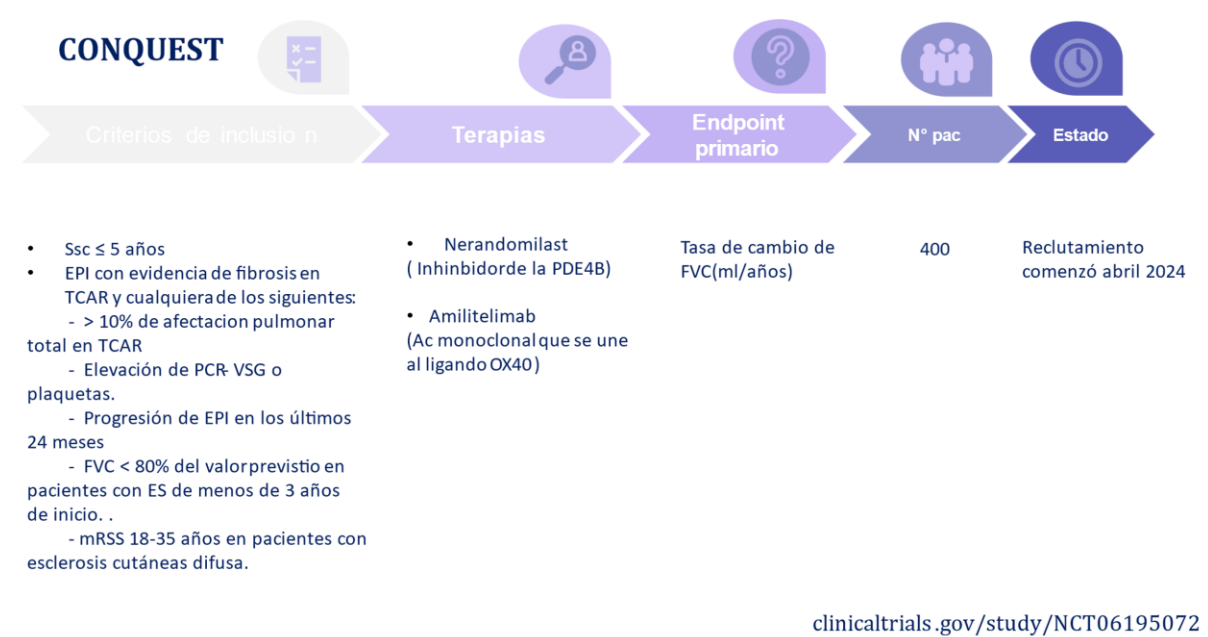 CONQUEST
Criterios de inclusio n
Terapias
Endpoint
primario
N° pac
Estado
• Ssc ≤ 5 años
• EPI con evidencia de fibrosis en
TCAR y cualquiera de los siguientes:
- > 10% de afectacion pulmonar
total en TCAR
- Elevación de PCR- VSG o
plaquetas.
- Progresión de EPI en los últimos
24 meses
- FVC < 80% del valor previstio en
pacientes con ES de menos de 3 años
de inicio. .
- mRSS 18-35 años en pacientes con
esclerosis cutáneas difusa.
• Nerandomilast
( Inhinbidorde la PDE4B)
• Amilitelimab
(Ac monoclonal que se une
al ligando OX40)
Tasa de cambio de
FVC(ml/años)
400
Reclutamiento
comenzó abril 2024
clinicaltrials.gov/study/NCT06195072